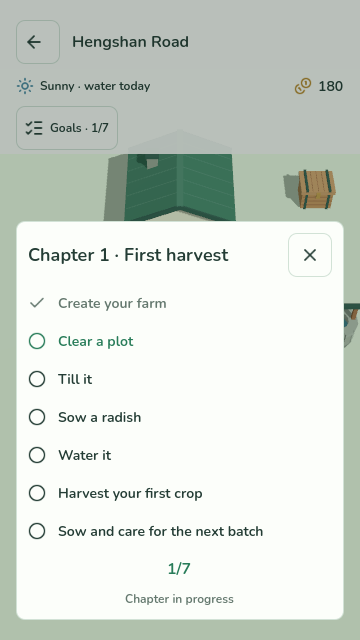 Hengshan Road
Sunny · water today
180
Goals · 1/7
Chapter 1 · First harvest
Create your farm
Clear a plot
Till it
Sow a radish
Water it
Harvest your first crop
Sow and care for the next batch
1/7
Chapter in progress